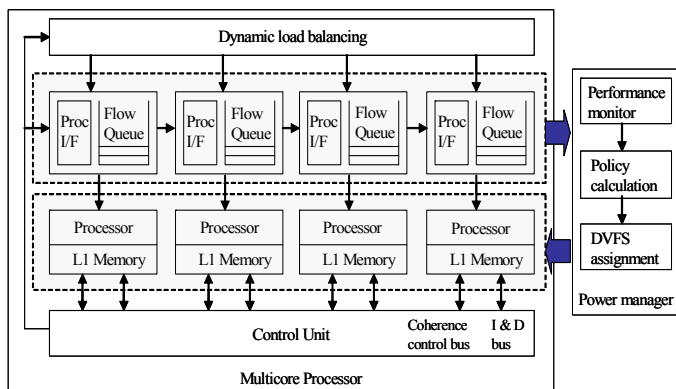 Dynamic load balancing
Proc I/F
Flow Queue
Proc I/F
Flow Queue
Proc I/F
Flow Queue
Proc I/F
Flow Queue
Processor
L1 Memory
Processor
L1 Memory
Processor
L1 Memory
Processor
L1 Memory
Control Unit
Coherence control bus
I & D bus
Multicore Processor
Performance monitor
Policy calculation
DVFS assignment
Power manager